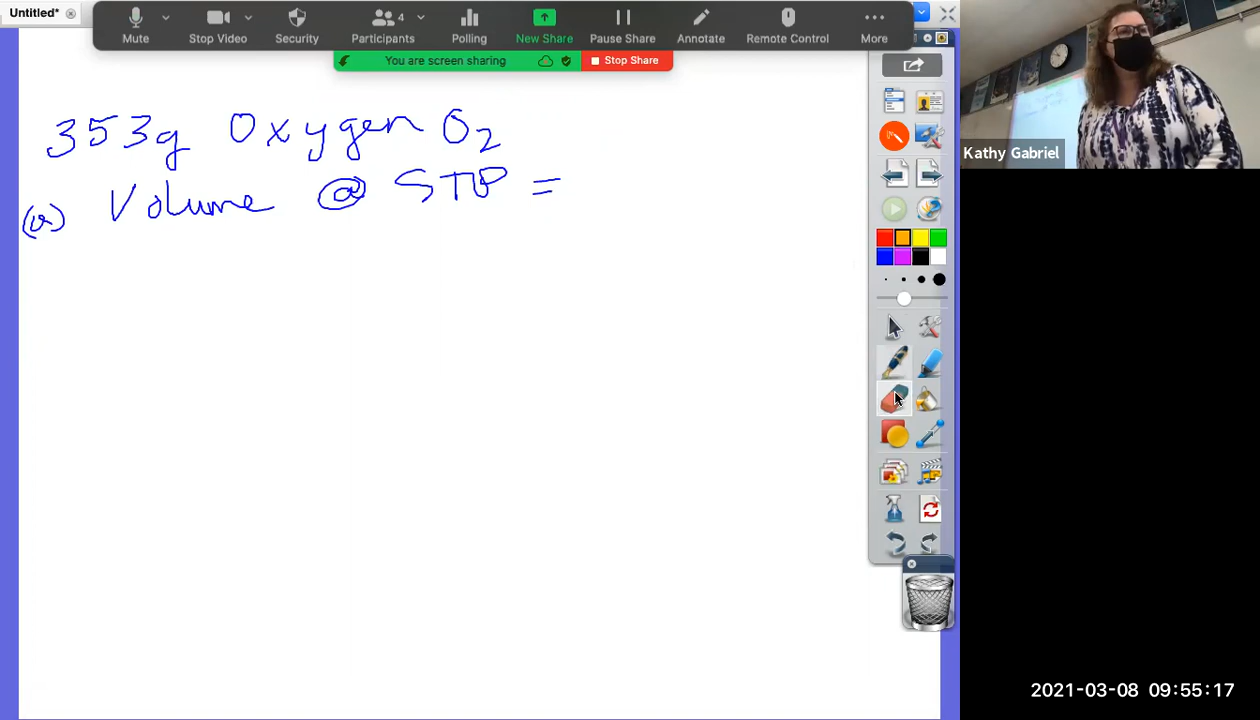 Untitled*
Mute
Stop Video
Security
4
Participants
Polling
New Share
Pause Share
Annotate
Remote Control
More
You are screen sharing
Stop Share
353g Oxygen O2
(a) Volume @ STP =
Kathy Gabriel
2021-03-08 09:55:17